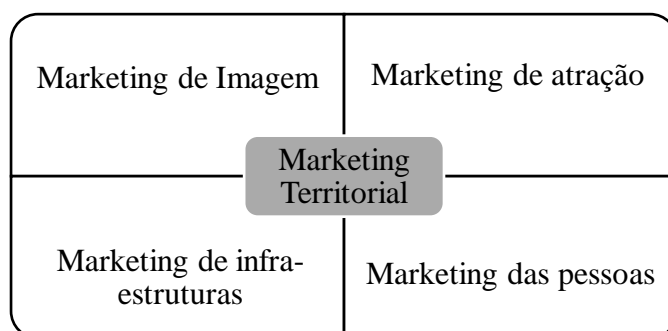 Marketing de Imagem
Marketing de atração
Marketing
Territorial
Marketing de infra-
estruturas
Marketing das pessoas